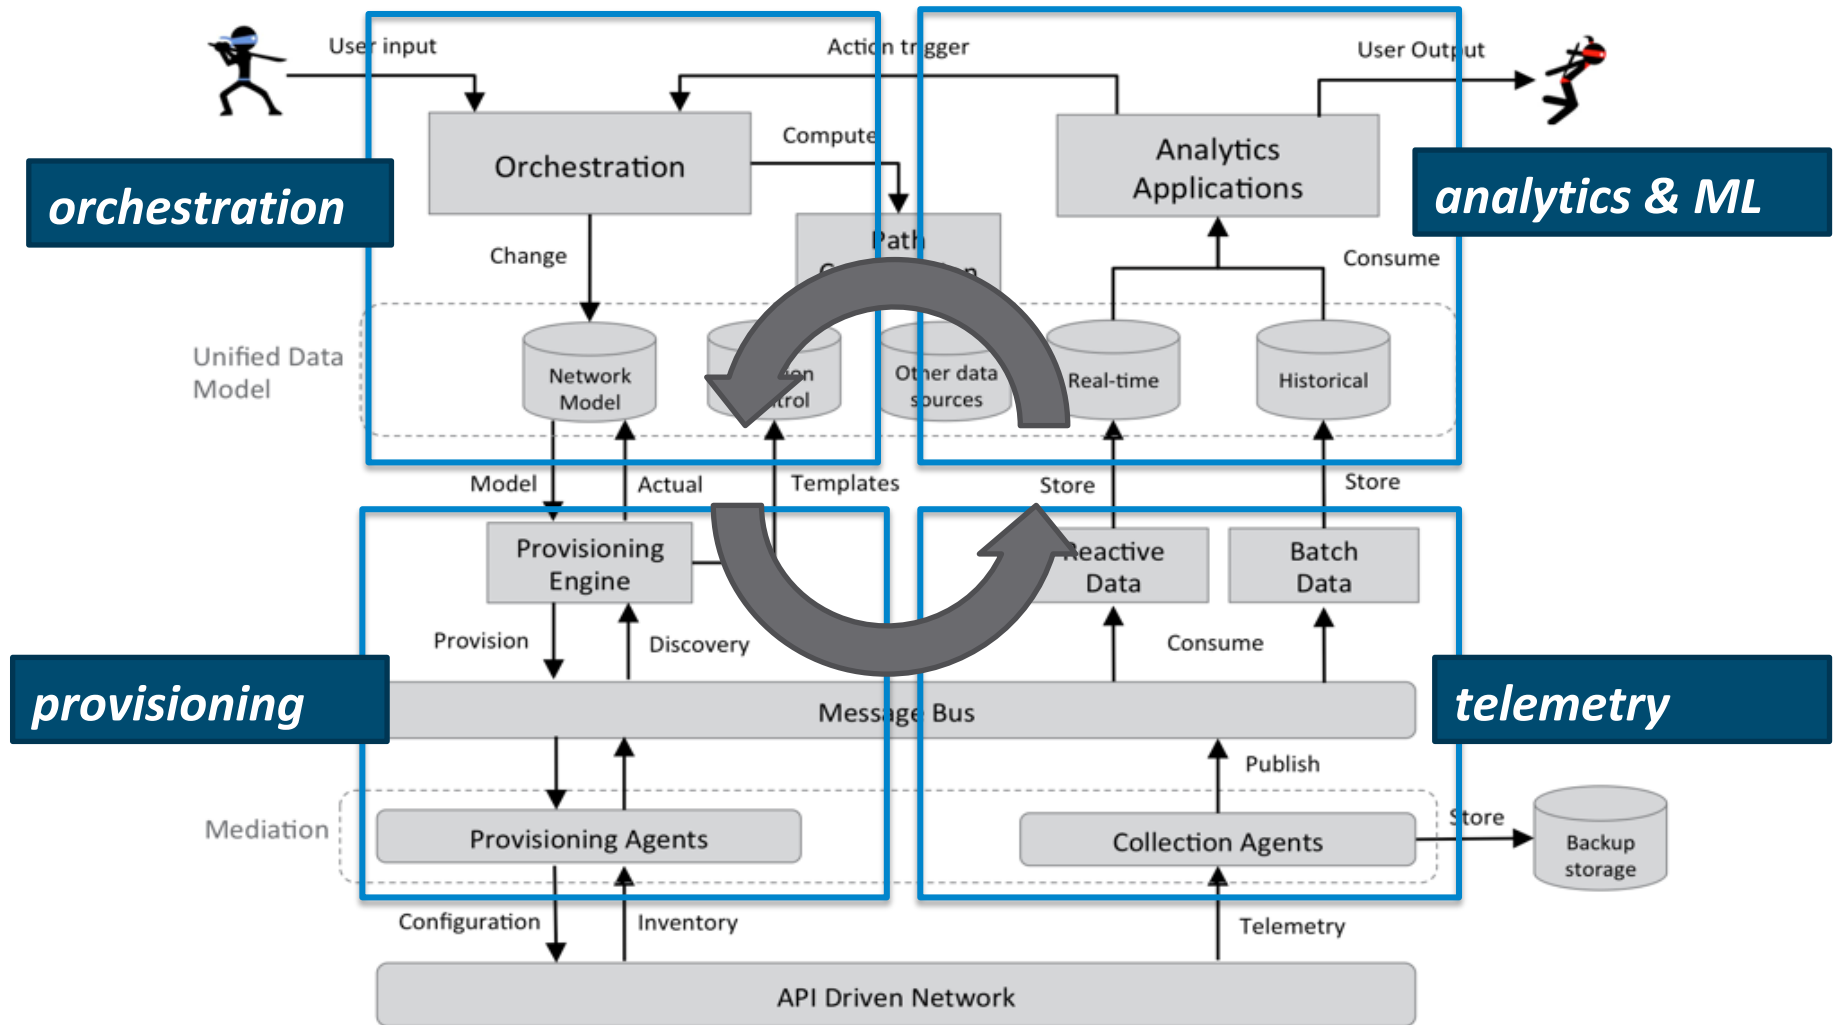 User input
Action trigger
User Output
Orchestration
Compute
Analytics
Applications
orchestration
analytics & ML
Path
Change
Consume
Unified Data
Model
Network
Model
Other data
sources
Real-time
Historical
Model
Actual
Templates
Store
Store
Provisioning
Engine
Reactive
Data
Batch
Data
Provision
Discovery
Consume
provisioning
Message Bus
telemetry
Publish
Mediation
Provisioning Agents
Collection Agents
Store
Backup
storage
Configuration
Inventory
Telemetry
API Driven Network